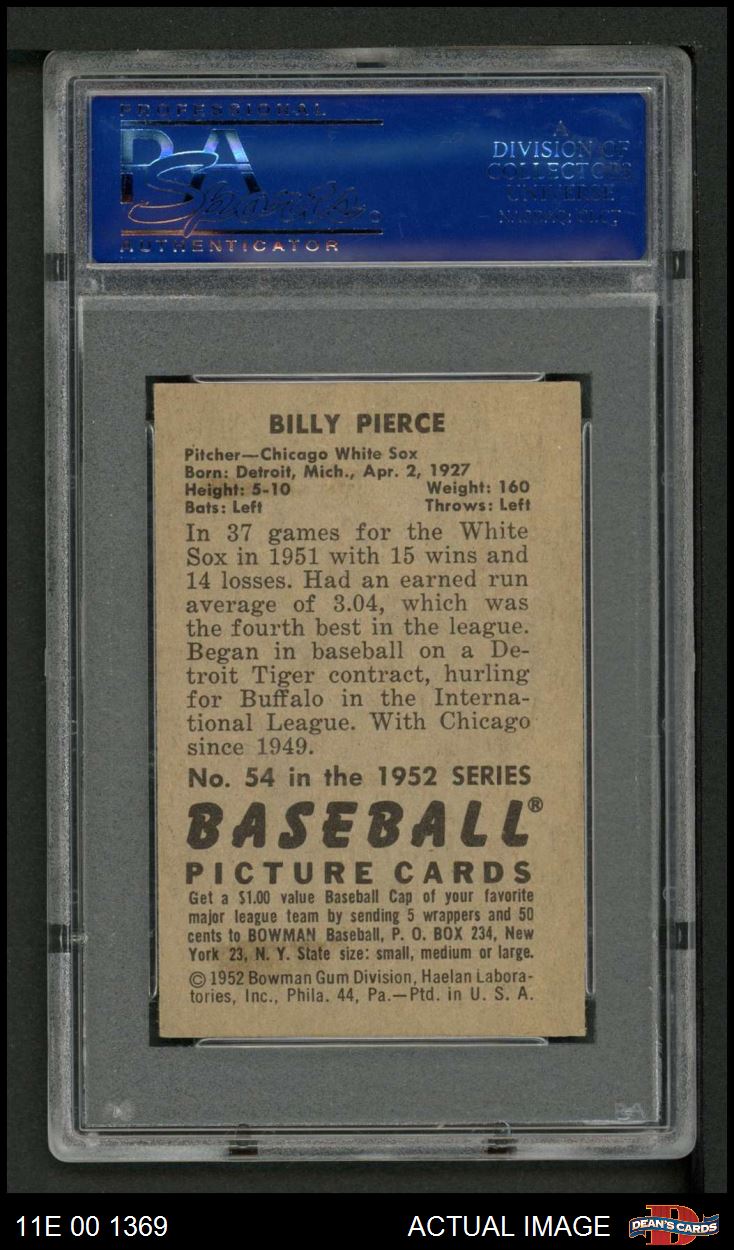 PROFESSIONAL
PSA
Sports
AUTHENTICATOR
A
DIVISION OF
COLLECTORS
UNIVERSE
NASDAQ: CLCT
BILLY PIERCE
Pitcher—Chicago White Sox
Born: Detroit, Mich., Apr. 2, 1927
Height: 5-10 Weight: 160
Bats: Left Throws: Left
In 37 games for the White
Sox in 1951 with 15 wins and
14 losses. Had an earned run
average of 3.04, which was
the fourth best in the league.
Began in baseball on a De-
troit Tiger contract, hurling
for Buffalo in the Interna-
tional League. With Chicago
since 1949.
No. 54 in the 1952 SERIES
BASEBALL®
PICTURE CARDS
Get a $1.00 value Baseball Cap of your favorite
major league team by sending 5 wrappers and 50
cents to BOWMAN Baseball, P. O. BOX 234, New
York 23, N. Y. State size: small, medium or large.
© 1952 Bowman Gum Division, Haelan Labora-
tories, Inc., Phila. 44, Pa.—Ptd. in U. S. A.
11E 00 1369 ACTUAL IMAGE DEAN'S CARDS